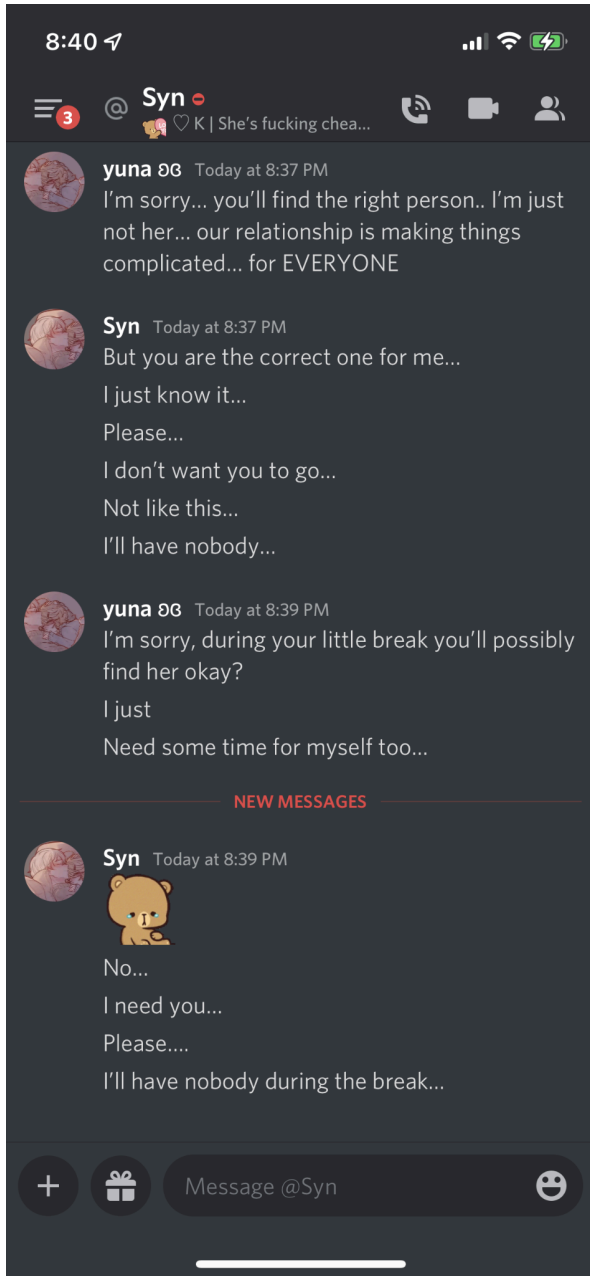 8:40
3
@ Syn
♡ K | She's fucking chea...
yuna ʚɞ Today at 8:37 PM
I'm sorry... you'll find the right person.. I'm just
not her... our relationship is making things
complicated... for EVERYONE
Syn Today at 8:37 PM
But you are the correct one for me...
I just know it...
Please...
I don't want you to go...
Not like this...
I'll have nobody...
yuna ʚɞ Today at 8:39 PM
I'm sorry, during your little break you'll possibly
find her okay?
I just
Need some time for myself too...
NEW MESSAGES
Syn Today at 8:39 PM
No...
I need you...
Please....
I'll have nobody during the break...
Message @Syn